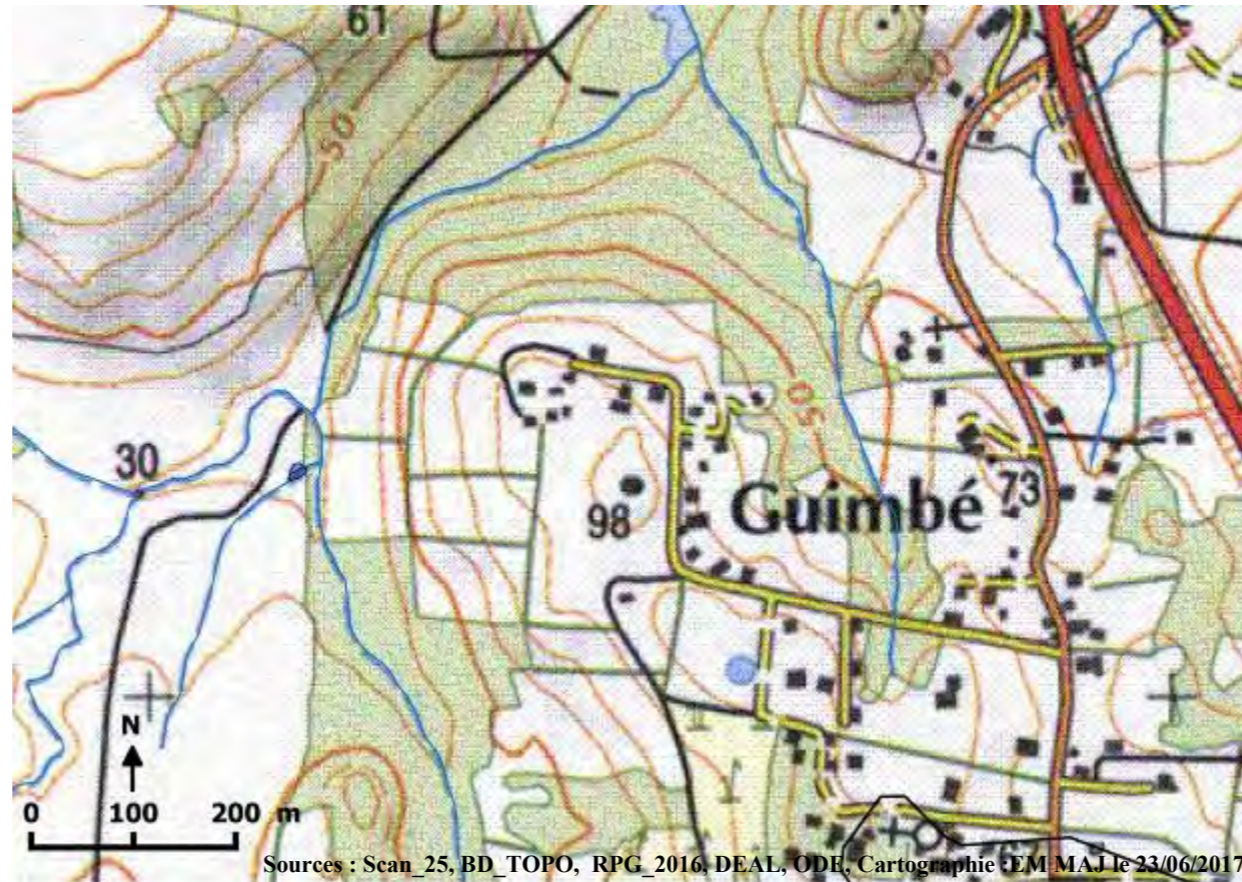 61
50
30
98
Guimbé
73
50
N
0 100 200 m
Sources : Scan_25, BD_TOPO, RPG_2016, DEAL, ODE, Cartographie :EM MAJ le 23/06/2017